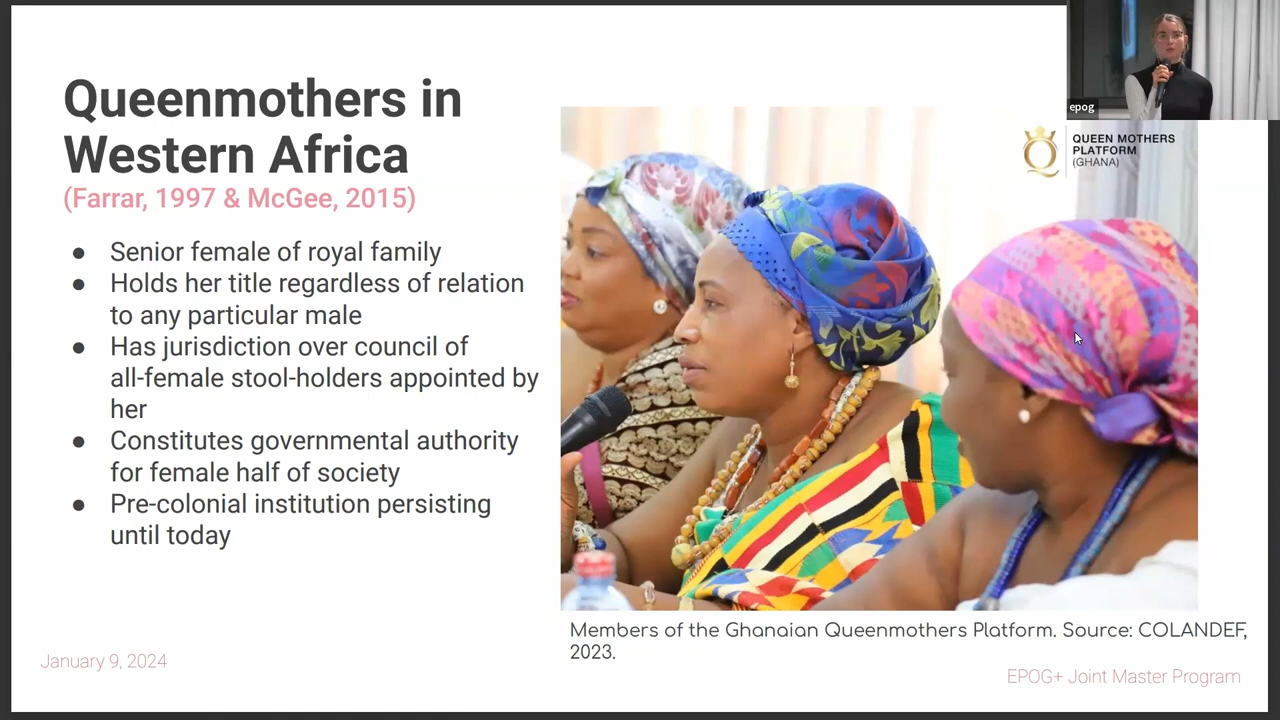 Queenmothers in
Western Africa
(Farrar, 1997 & McGee, 2015)
● Senior female of royal family
● Holds her title regardless of relation
to any particular male
● Has jurisdiction over council of
all-female stool-holders appointed by
her
● Constitutes governmental authority
for female half of society
● Pre-colonial institution persisting
until today
January 9, 2024
epog
QUEEN MOTHERS
PLATFORM
(GHANA)
Members of the Ghanaian Queenmothers Platform. Source: COLANDEF,
2023.
EPOG+ Joint Master Program